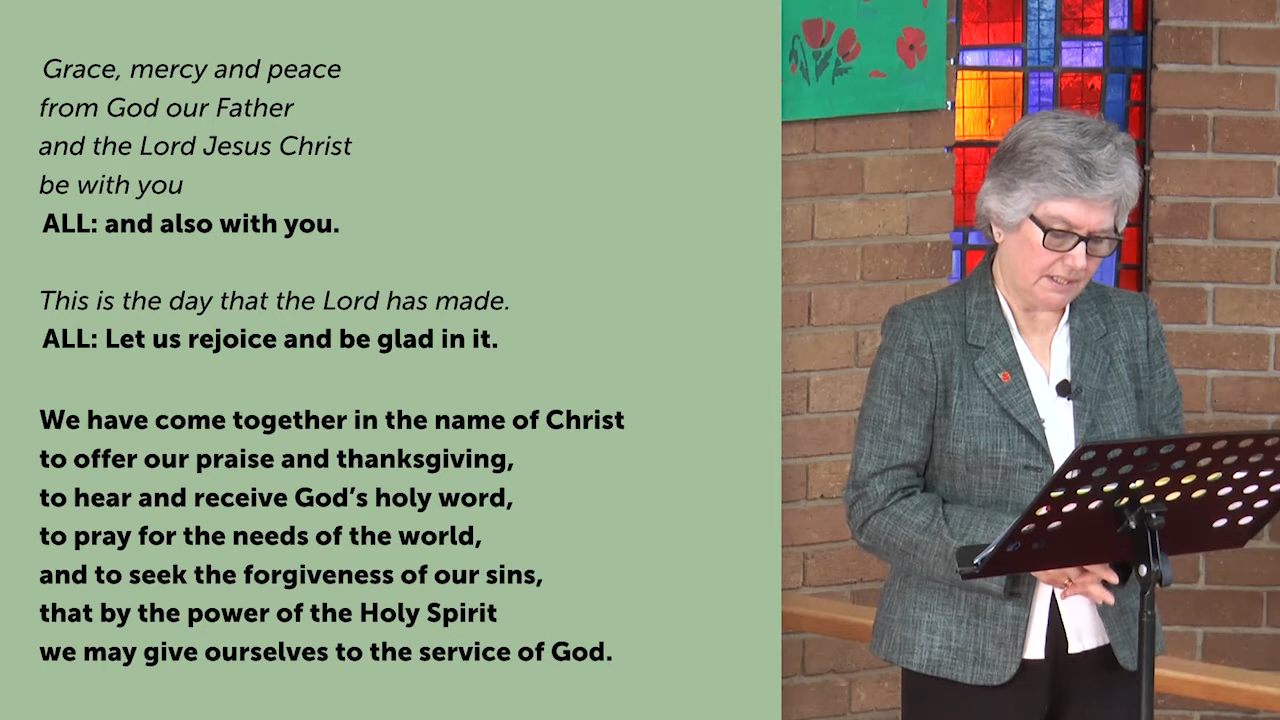 Grace, mercy and peace
from God our Father
and the Lord Jesus Christ
be with you
ALL: and also with you.
This is the day that the Lord has made.
ALL: Let us rejoice and be glad in it.
We have come together in the name of Christ
to offer our praise and thanksgiving,
to hear and receive God’s holy word,
to pray for the needs of the world,
and to seek the forgiveness of our sins,
that by the power of the Holy Spirit
we may give ourselves to the service of God.